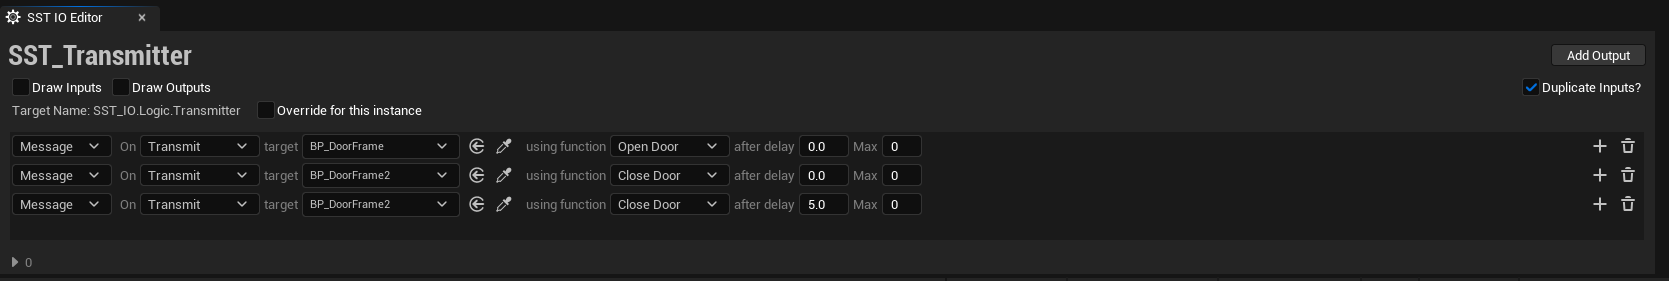 SST IO Editor
SST_Transmitter
Add Output
Draw Inputs Draw Outputs Duplicate Inputs?
Target Name: SST_IO.Logic.Transmitter Override for this instance
Message On Transmit target BP_DoorFrame using function Open Door after delay 0.0 Max 0
Message On Transmit target BP_DoorFrame2 using function Close Door after delay 0.0 Max 0
Message On Transmit target BP_DoorFrame2 using function Close Door after delay 5.0 Max 0
0